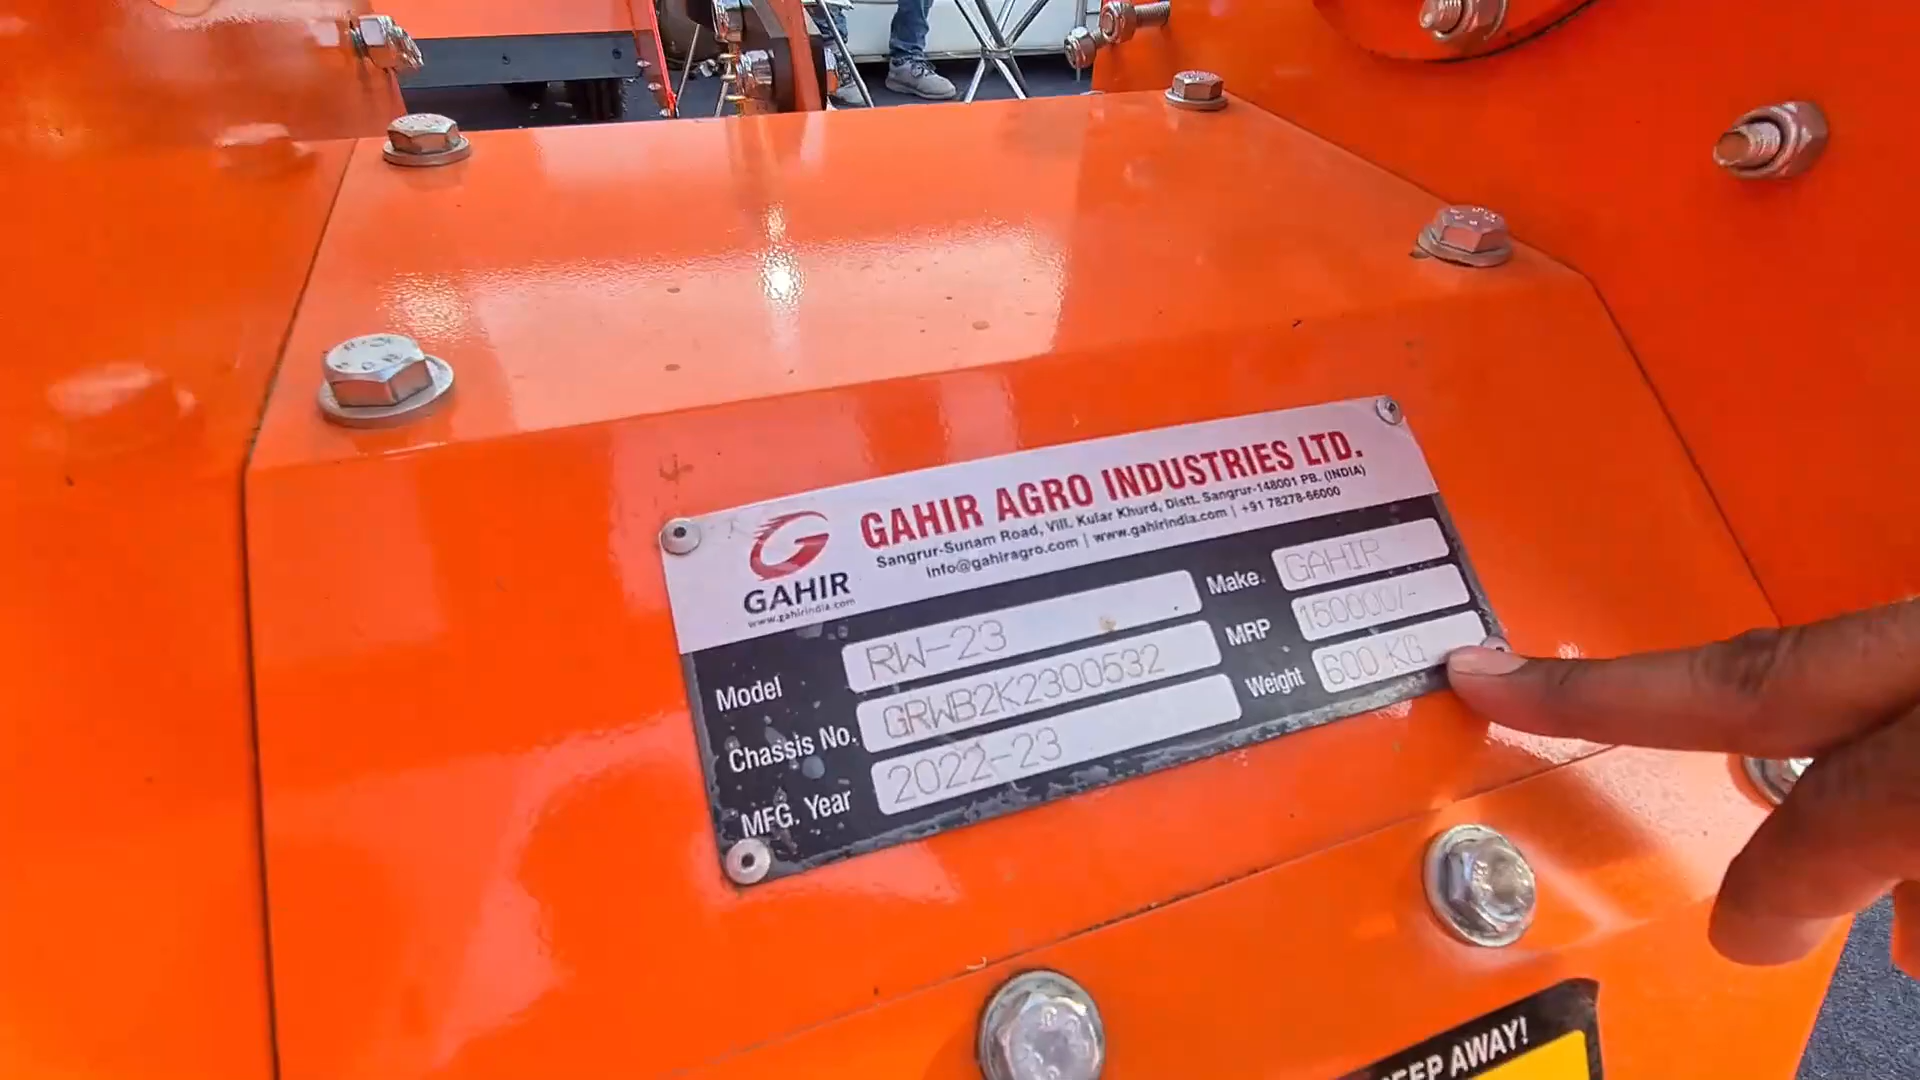 GAHIR AGRO INDUSTRIES LTD.
Sangrur-Sunam Road, Vill. Kular Khurd, Distt. Sangrur-148001 PB. (INDIA)
info@gahiragro.com | www.gahirindia.com | +91 78278-66000
GAHIR
www.gahirindia.com
Model RW-23
Chassis No. GRWB2K2300532
MFG. Year 2022-23
Make GAHIR
MRP 150000/-
Weight 600 KG
AWAY!